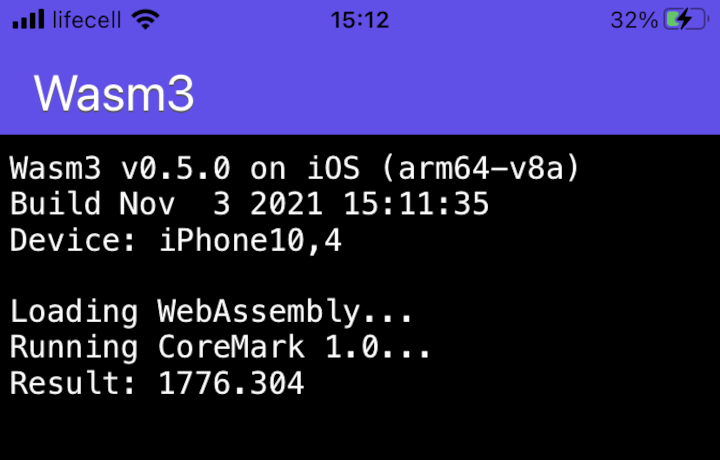 lifecell 15:12 32%
Wasm3
Wasm3 v0.5.0 on iOS (arm64-v8a)
Build Nov  3 2021 15:11:35
Device: iPhone10,4
Loading WebAssembly...
Running CoreMark 1.0...
Result: 1776.304